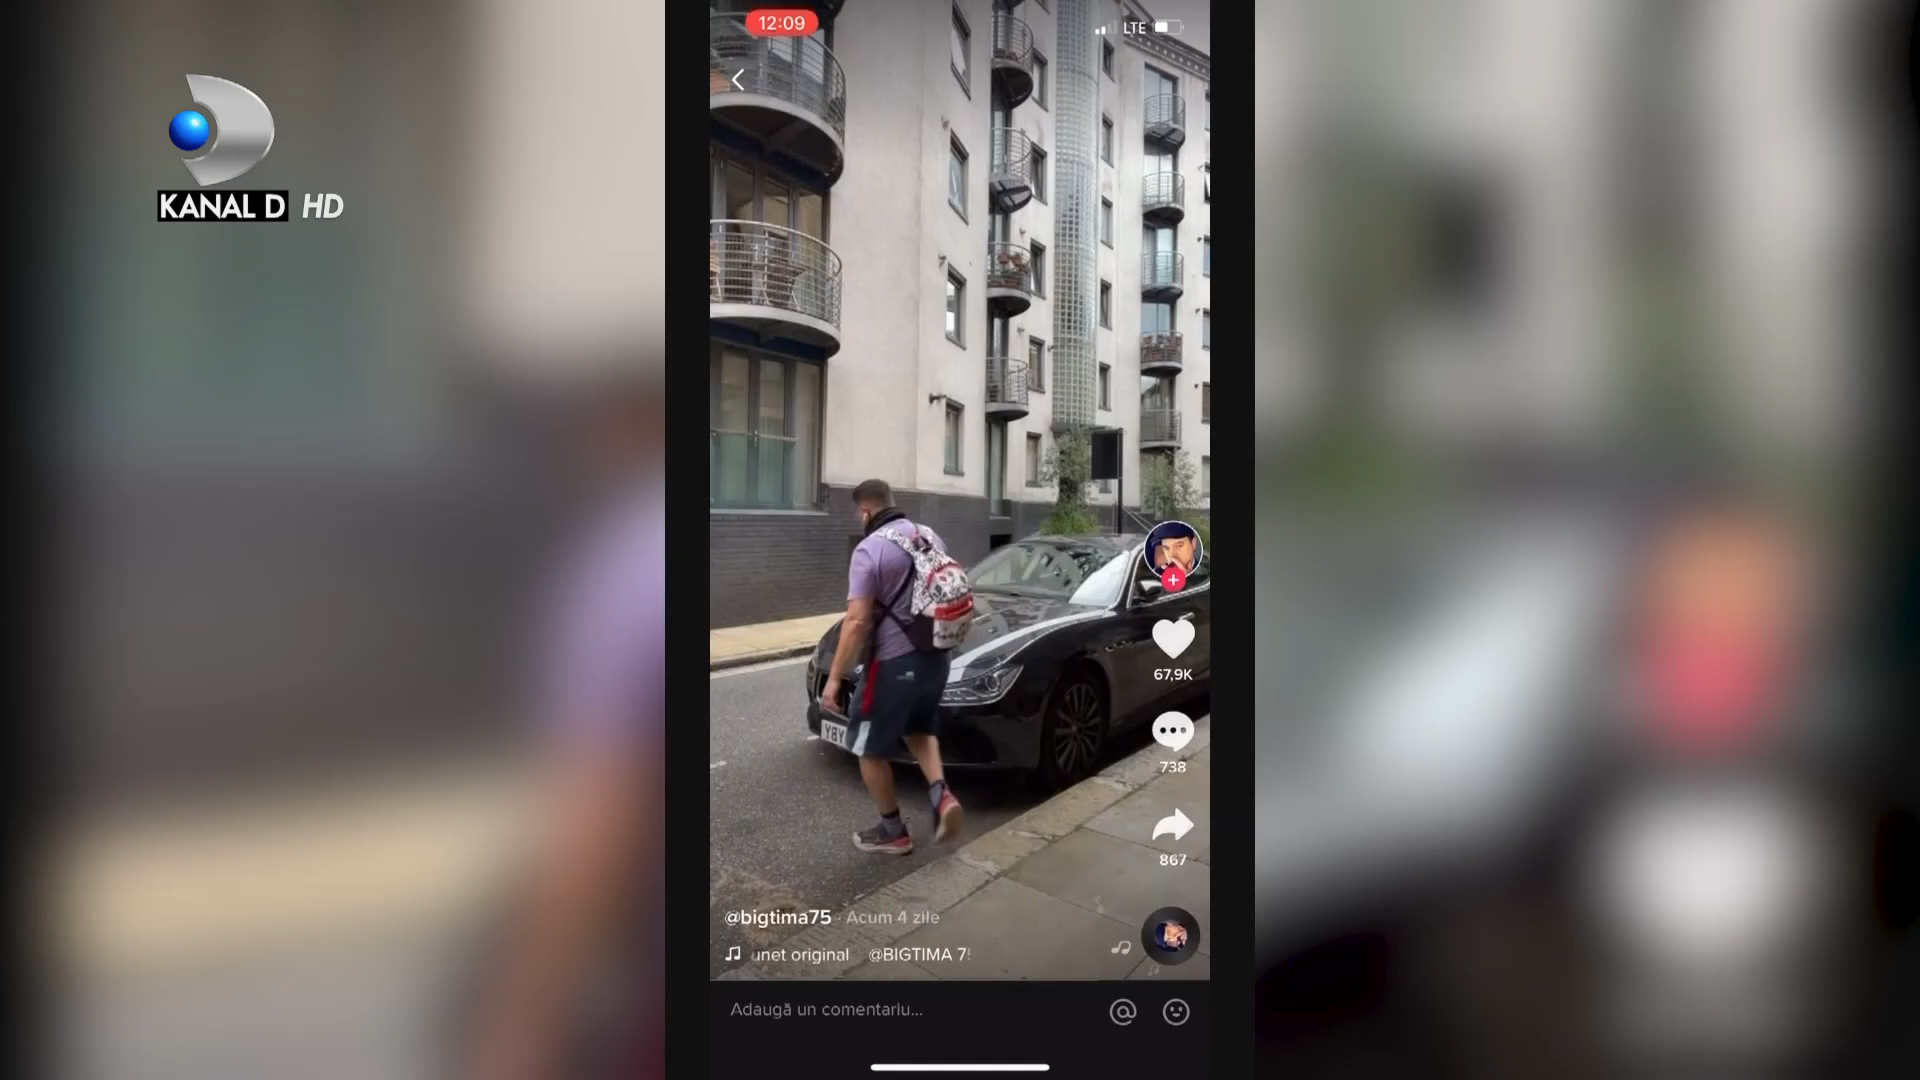 KANAL D HD
12:09
LTE
YBY
67,9K
738
867
@bigtima75 · Acum 4 zile
unet original @BIGTIMA 7
Adaugă un comentariu...